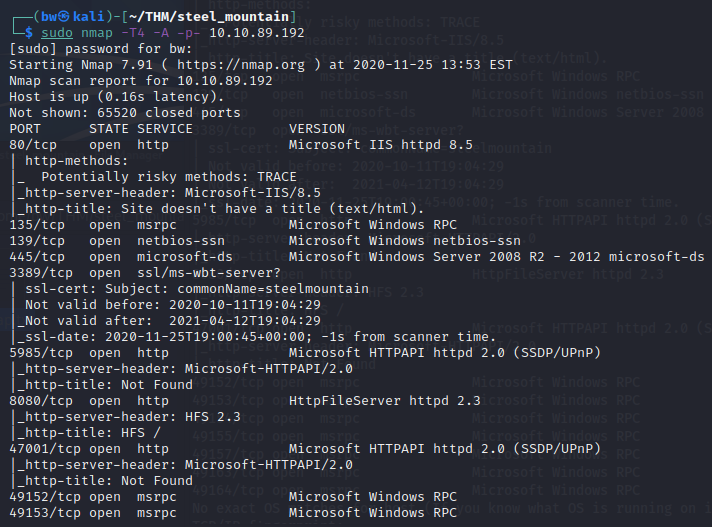 ┌──(bw㉿kali)-[~/THM/steel_mountain]
└─$ sudo nmap -T4 -A -p- 10.10.89.192
[sudo] password for bw:
Starting Nmap 7.91 ( https://nmap.org ) at 2020-11-25 13:53 EST
Nmap scan report for 10.10.89.192
Host is up (0.16s latency).
Not shown: 65520 closed ports
PORT      STATE SERVICE            VERSION
80/tcp    open  http               Microsoft IIS httpd 8.5
| http-methods:
|_  Potentially risky methods: TRACE
|_http-server-header: Microsoft-IIS/8.5
|_http-title: Site doesn't have a title (text/html).
135/tcp   open  msrpc              Microsoft Windows RPC
139/tcp   open  netbios-ssn        Microsoft Windows netbios-ssn
445/tcp   open  microsoft-ds       Microsoft Windows Server 2008 R2 - 2012 microsoft-ds
3389/tcp  open  ssl/ms-wbt-server?
| ssl-cert: Subject: commonName=steelmountain
| Not valid before: 2020-10-11T19:04:29
|_Not valid after:  2021-04-12T19:04:29
|_ssl-date: 2020-11-25T19:00:45+00:00; -1s from scanner time.
5985/tcp  open  http               Microsoft HTTPAPI httpd 2.0 (SSDP/UPnP)
|_http-server-header: Microsoft-HTTPAPI/2.0
|_http-title: Not Found
8080/tcp  open  http               HttpFileServer httpd 2.3
|_http-server-header: HFS 2.3
|_http-title: HFS /
47001/tcp open  http               Microsoft HTTPAPI httpd 2.0 (SSDP/UPnP)
|_http-server-header: Microsoft-HTTPAPI/2.0
|_http-title: Not Found
49152/tcp open  msrpc              Microsoft Windows RPC
49153/tcp open  msrpc              Microsoft Windows RPC